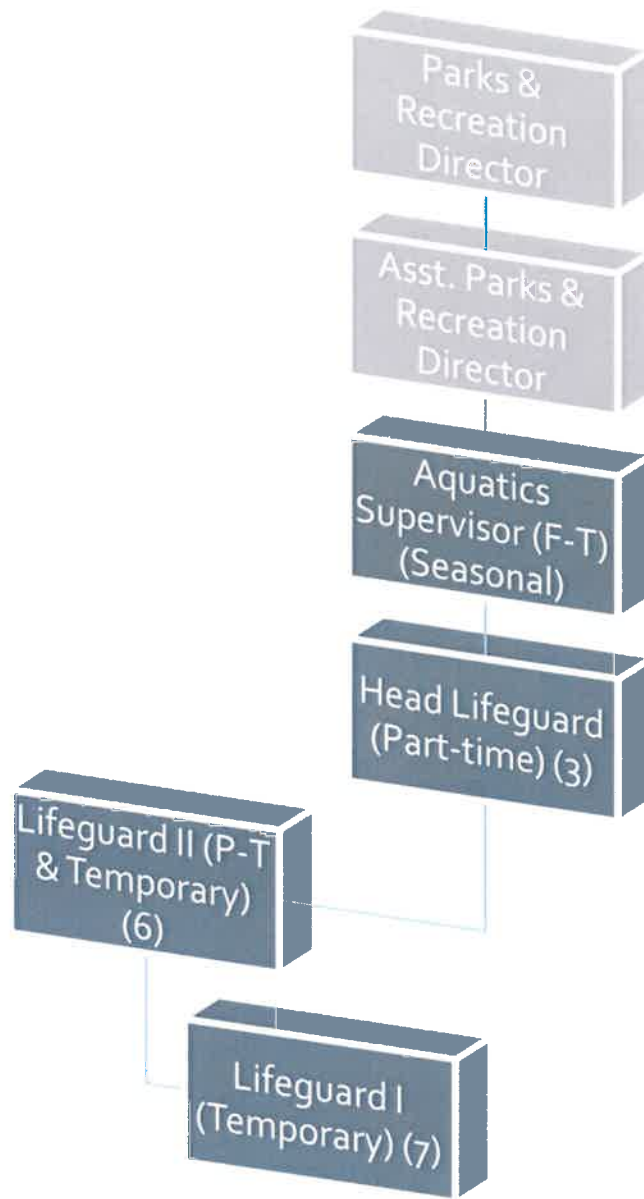 Parks &
Recreation
Director
Asst. Parks &
Recreation
Director
Aquatics
Supervisor (F-T)
(Seasonal)
Head Lifeguard
(Part-time) (3)
Lifeguard II (P-T
& Temporary)
(6)
Lifeguard I
(Temporary) (7)